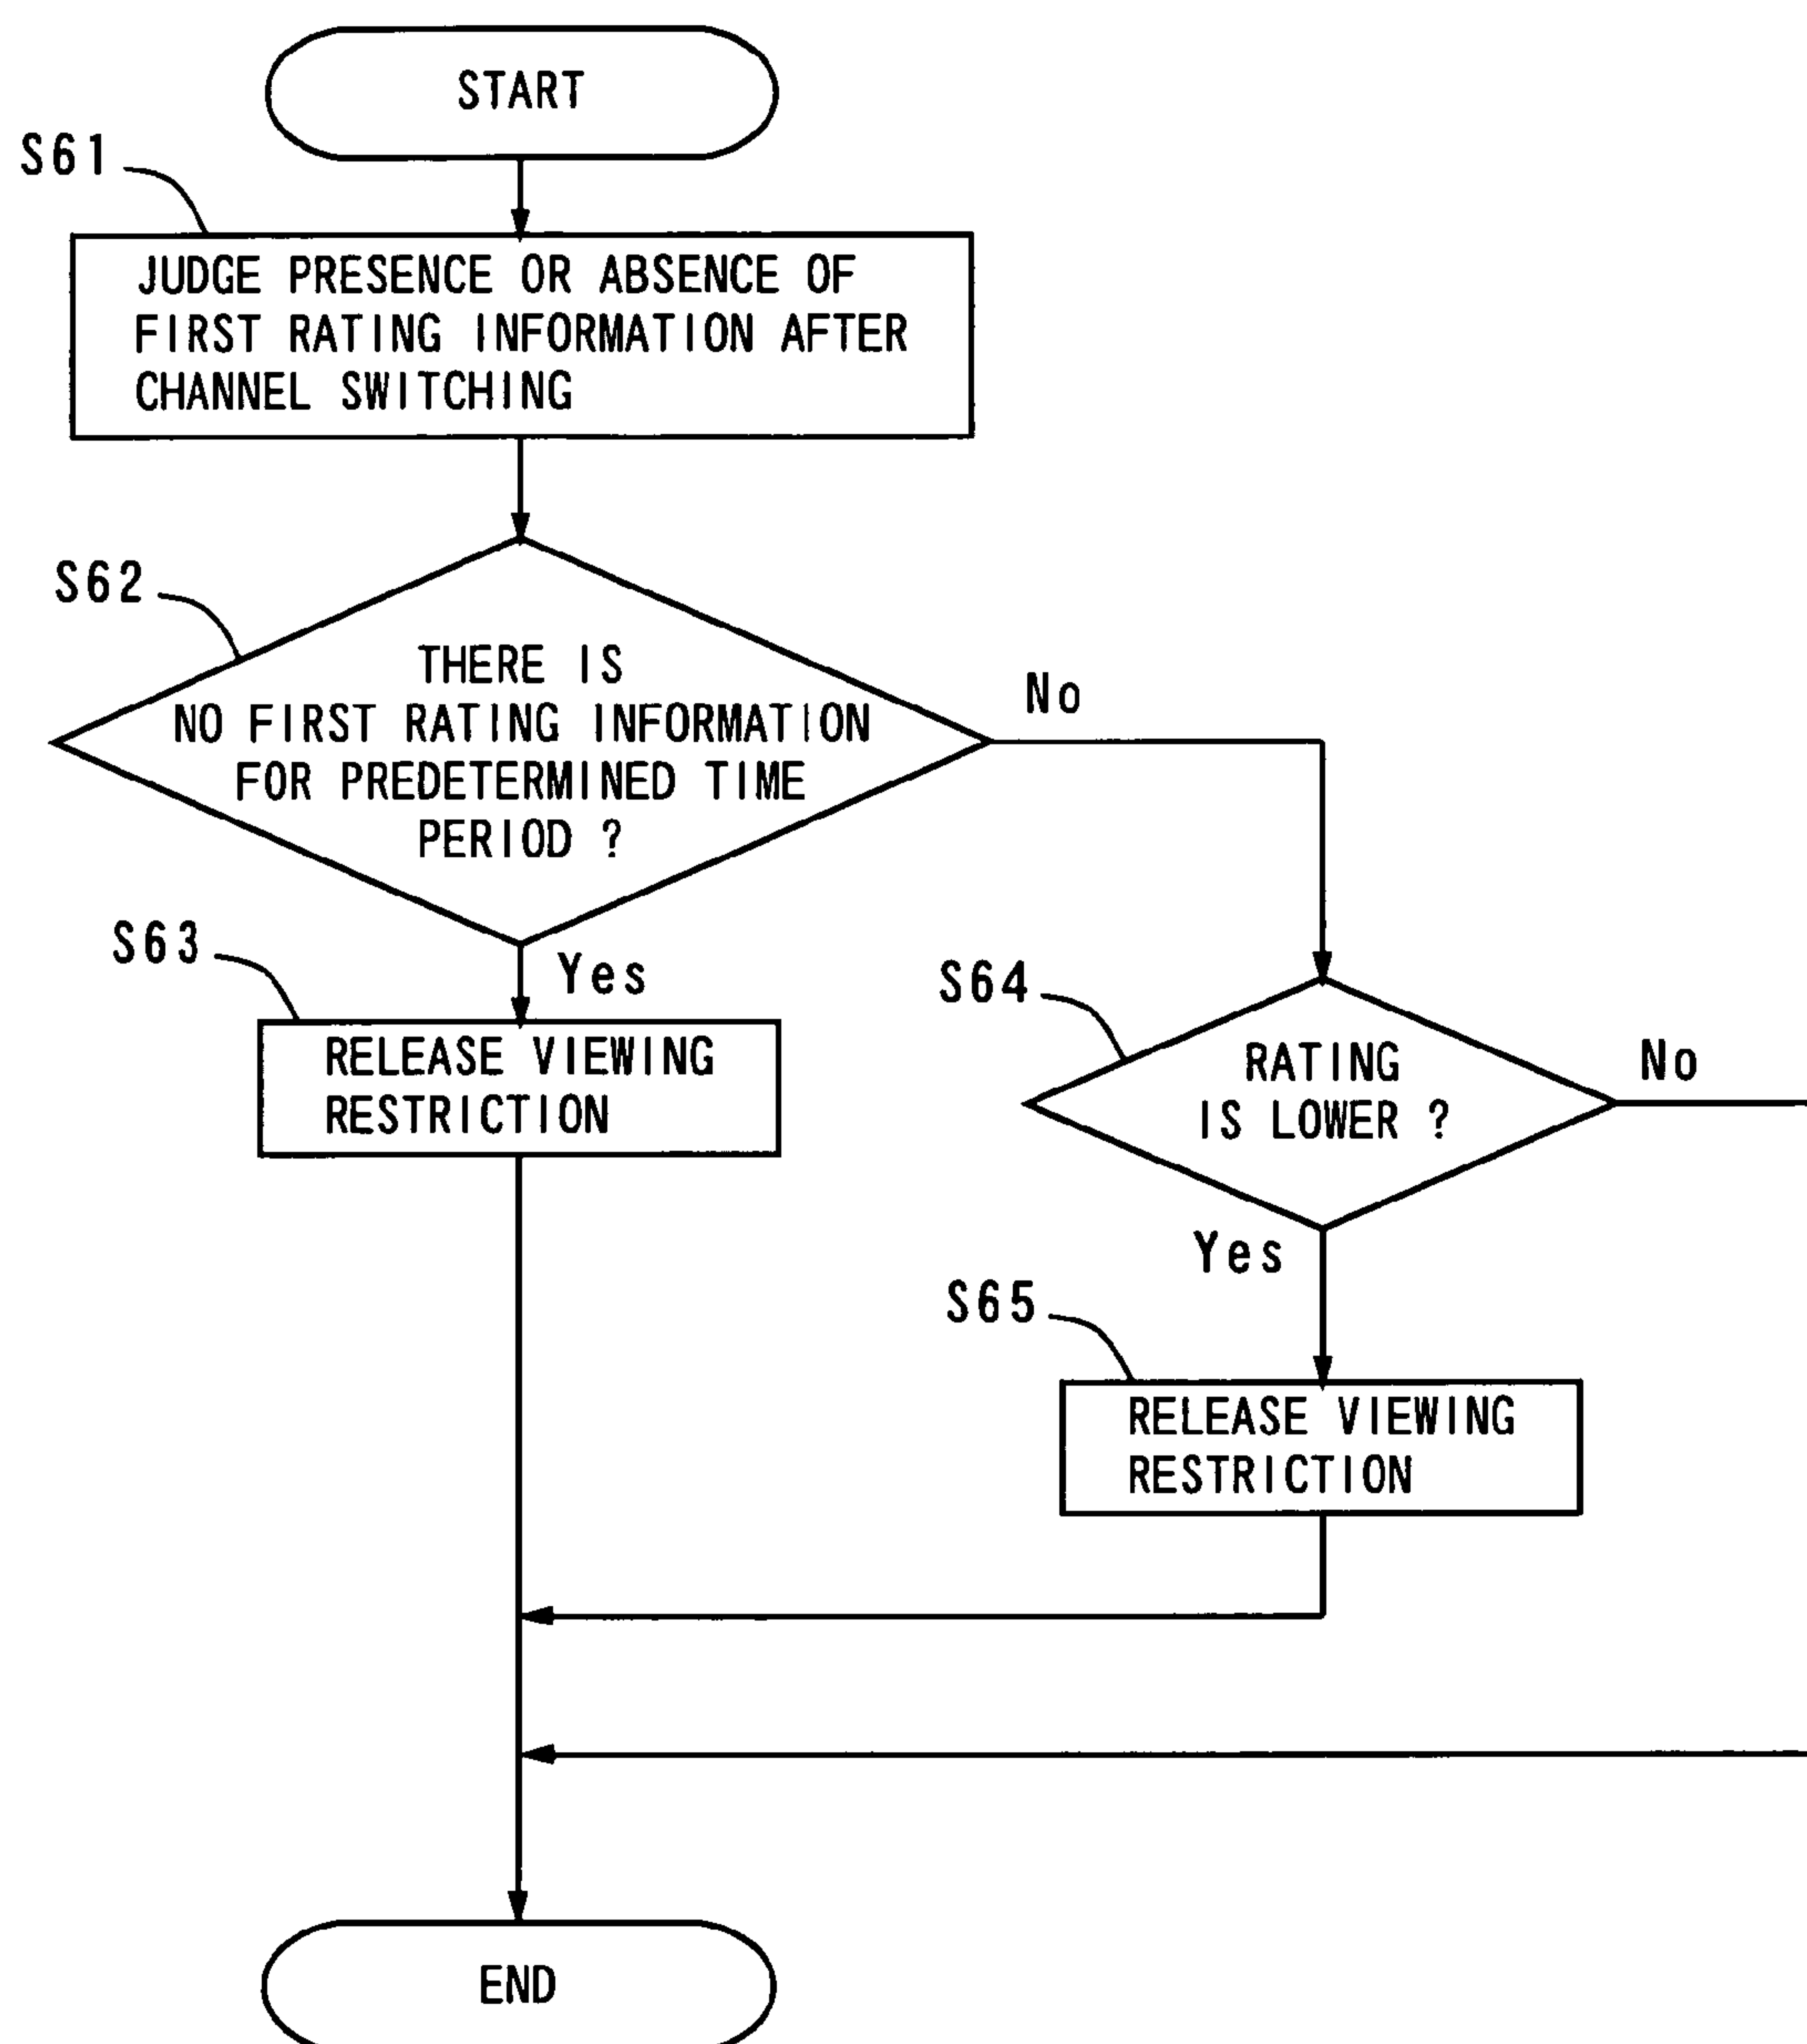 START
S61
JUDGE PRESENCE OR ABSENCE OF
FIRST RATING INFORMATION AFTER
CHANNEL SWITCHING
S62
THERE IS
NO FIRST RATING INFORMATION
FOR PREDETERMINED TIME
PERIOD ?
No
S63
Yes
RELEASE VIEWING
RESTRICTION
S64
RATING
IS LOWER ?
No
Yes
S65
RELEASE VIEWING
RESTRICTION
END